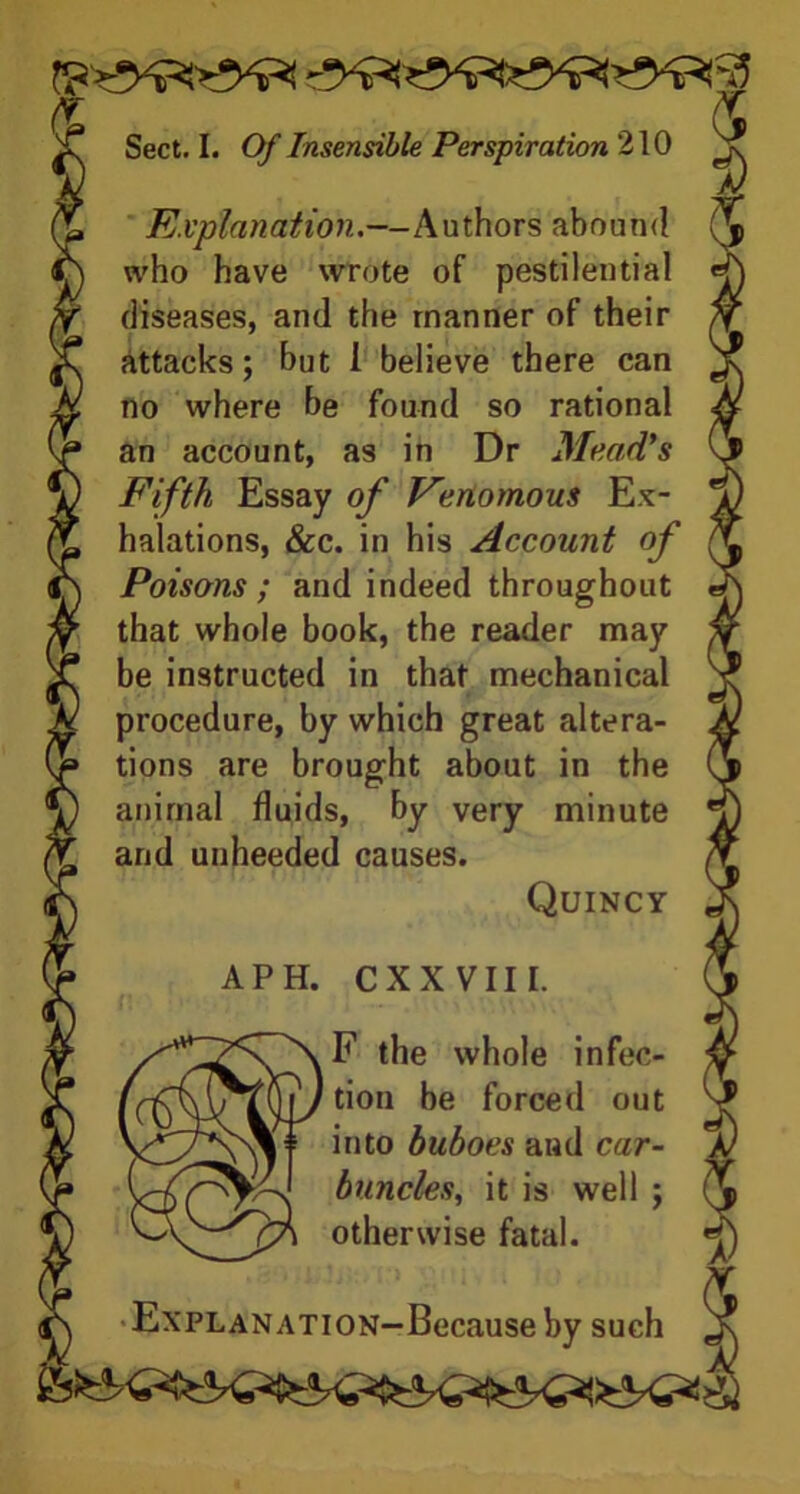 Sect. I. Of Insensible Perspiration 210
Explanation.——Authors abound
who have wrote of pestilential
diseases, and the manner of their
attacks; but I believe there can
no where be found so rational
an account, as in Dr Mead's
Fifth Essay of Venomous Ex-
halations, &c. in his Account of
Poisons; and indeed throughout
that whole book, the reader may
be instructed in that mechanical
procedure, by which great altera-
tions are brought about in the
animal fluids, by very minute
and unheeded causes.
QUINCY
APH. CXXVIII.
IF the whole infec-
tion be forced out
into buboes and car-
buncles, it is well;
otherwise fatal.
EXPLANATION-Because by such